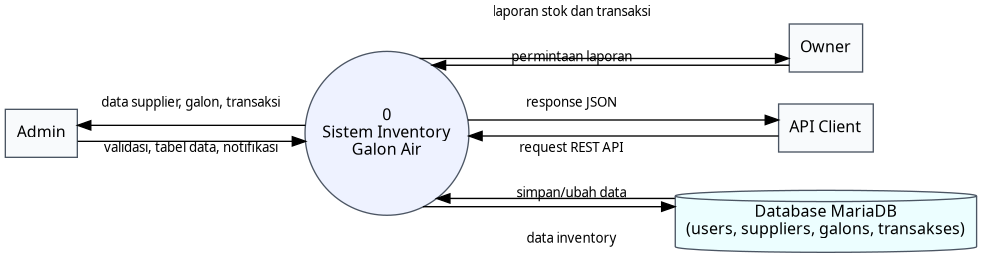 laporan stok dan transaksi
Owner
permintaan laporan
data supplier, galon, transaksi
Admin
validasi, tabel data, notifikasi
0
Sistem Inventory
Galon Air
response JSON
API Client
request REST API
simpan/ubah data
Database MariaDB
(users, suppliers, galons, transakses)
data inventory